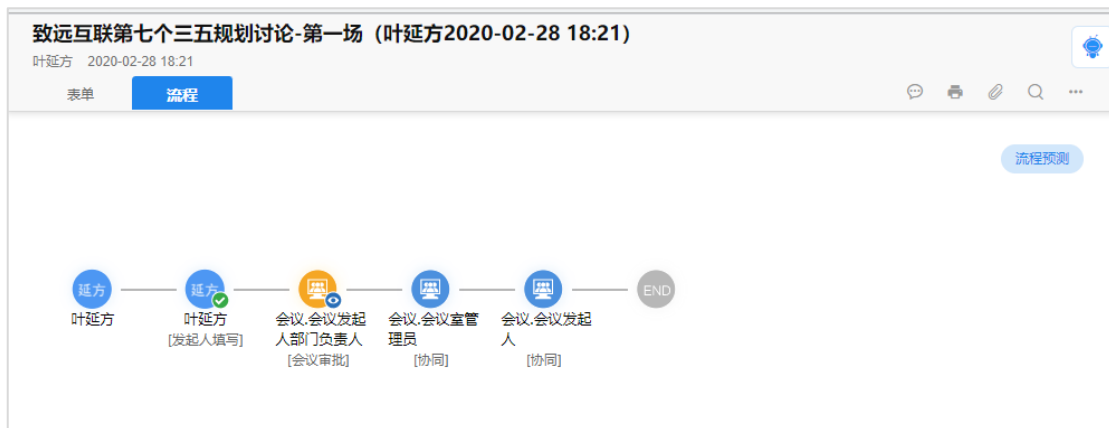 致远互联第七个三五规划讨论-第一场（叶延方2020-02-28 18:21）
叶延方 2020-02-28 18:21
表单 流程
流程预测
延方 延方 END
叶延方 叶延方 会议.会议发起 会议.会议室管 会议.会议发起
[发起人填写] 人部门负责人 理员 人
[会议审批] [协同] [协同]